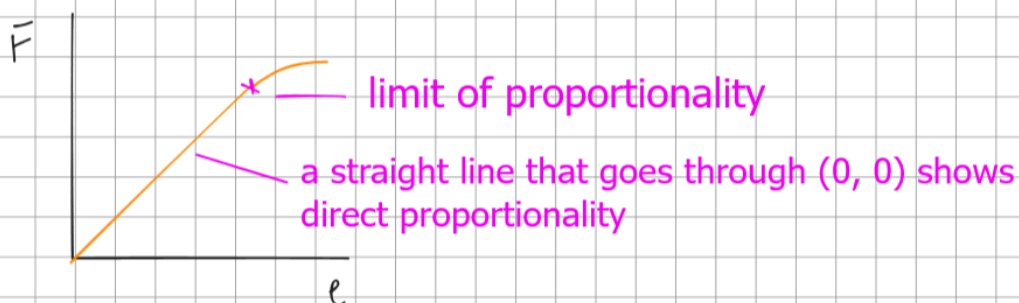 F
limit of proportionality
a straight line that goes through (0, 0) shows
direct proportionality
e